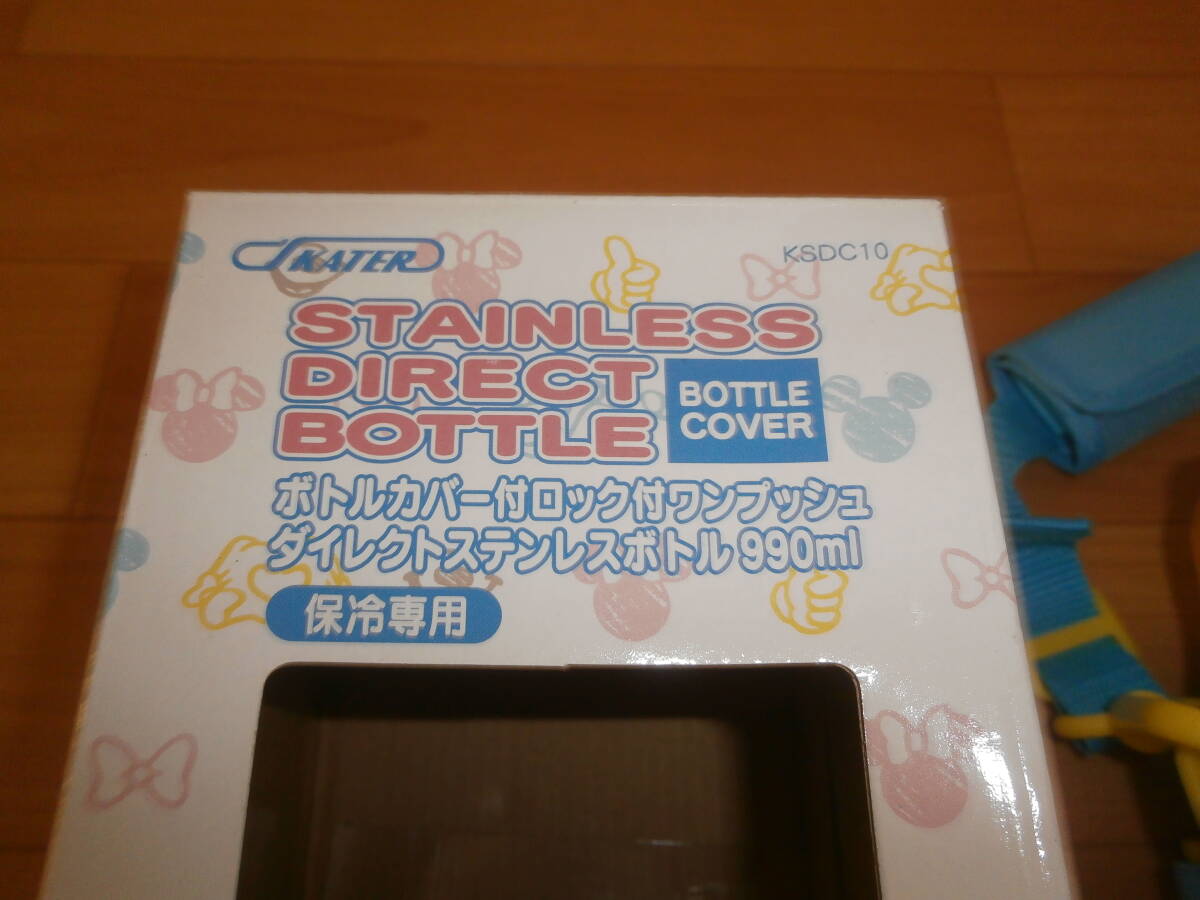 SKATER
KSDC10
STAINLESS
DIRECT
BOTTLE
BOTTLE
COVER
ボトルカバー付ロック付ワンプッシュ
ダイレクトステンレスボトル 990ml
保冷専用